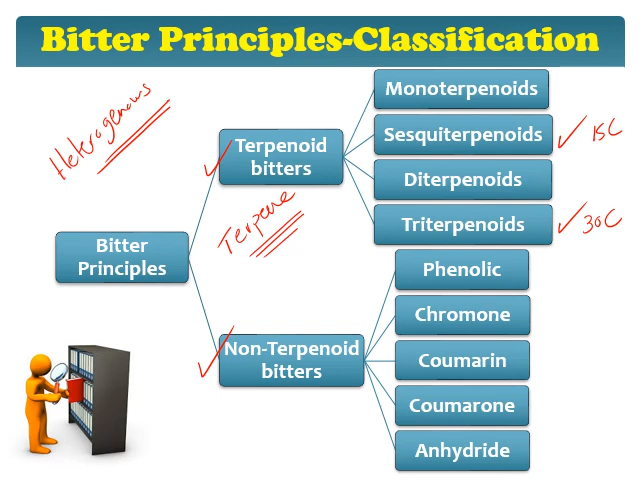 Bitter Principles-Classification
Heterogenous
Monoterpenoids
Terpenoid
bitters
Sesquiterpenoids
15C
Diterpenoids
Terpene
Triterpenoids
30C
Bitter
Principles
Phenolic
Chromone
Non-Terpenoid
bitters
Coumarin
Coumarone
Anhydride